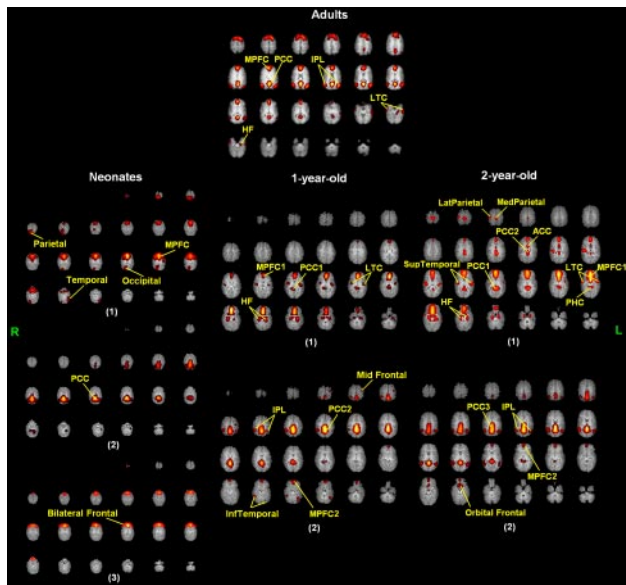 Adults
MPFC PCC IPL
LTC
HF
Neonates 1-year-old 2-year-old
LatParietal MedParietal
Parietal MPFC PCC2 ACC
MPFC1 PCC1 LTC SupTemporal PCC1 LTC MPFC1
Temporal Occipital PHC
HF HF
(1) (1) (1)
R L
Mid Frontal
PCC IPL PCC2 PCC3 IPL
(2)
MPFC2
Bilateral Frontal InfTemporal MPFC2 Orbital Frontal
(2) (2)
(3)